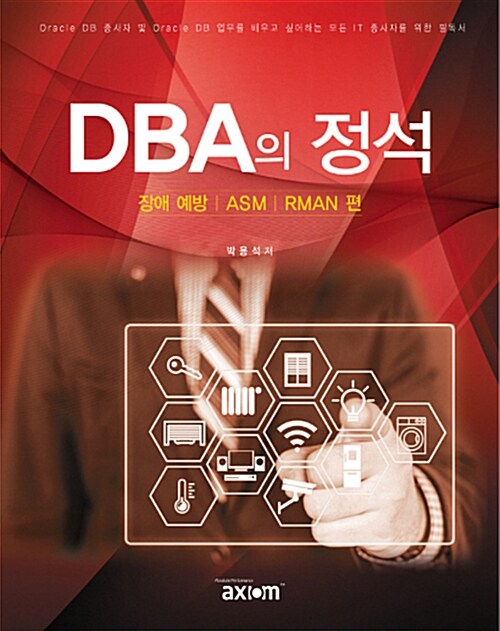 Oracle DB 종사자 및 Oracle DB 업무를 배우고 싶어하는 모든 IT 종사자를 위한 필독서
DBA의 정석
장애 예방 | ASM | RMAN 편
박용석 저
axiom™